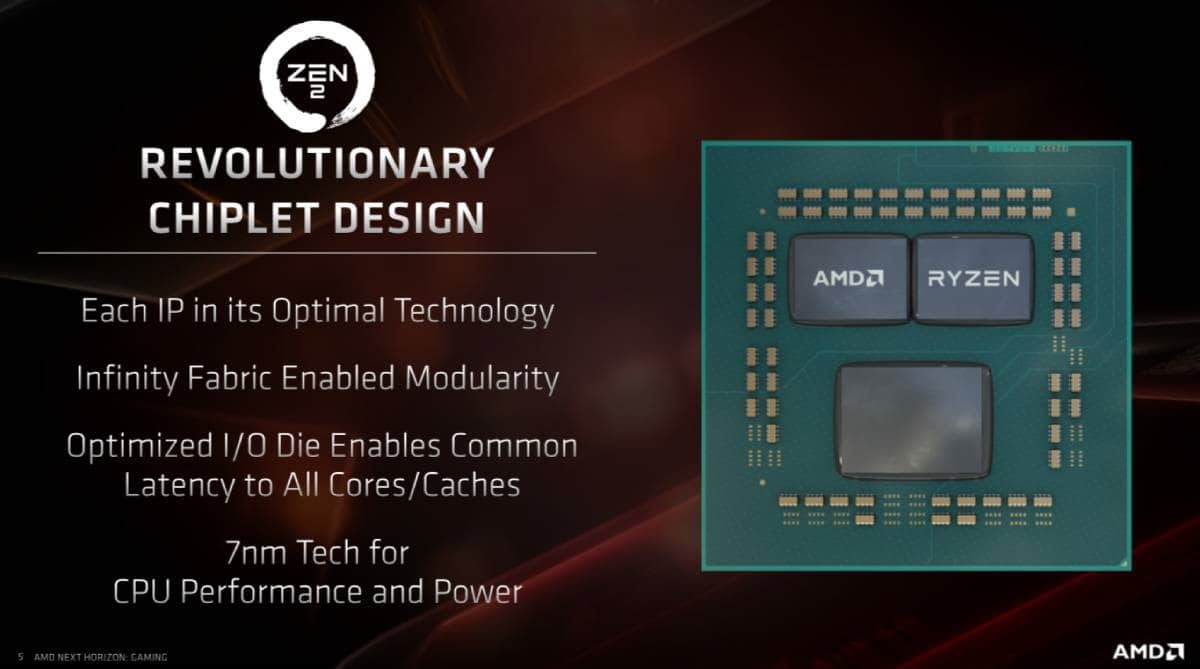 ZEN
2
REVOLUTIONARY
CHIPLET DESIGN
Each IP in its Optimal Technology
Infinity Fabric Enabled Modularity
Optimized I/O Die Enables Common
Latency to All Cores/Caches
7nm Tech for
CPU Performance and Power
AMD
RYZEN
5 AMD NEXT HORIZON: GAMING
AMD